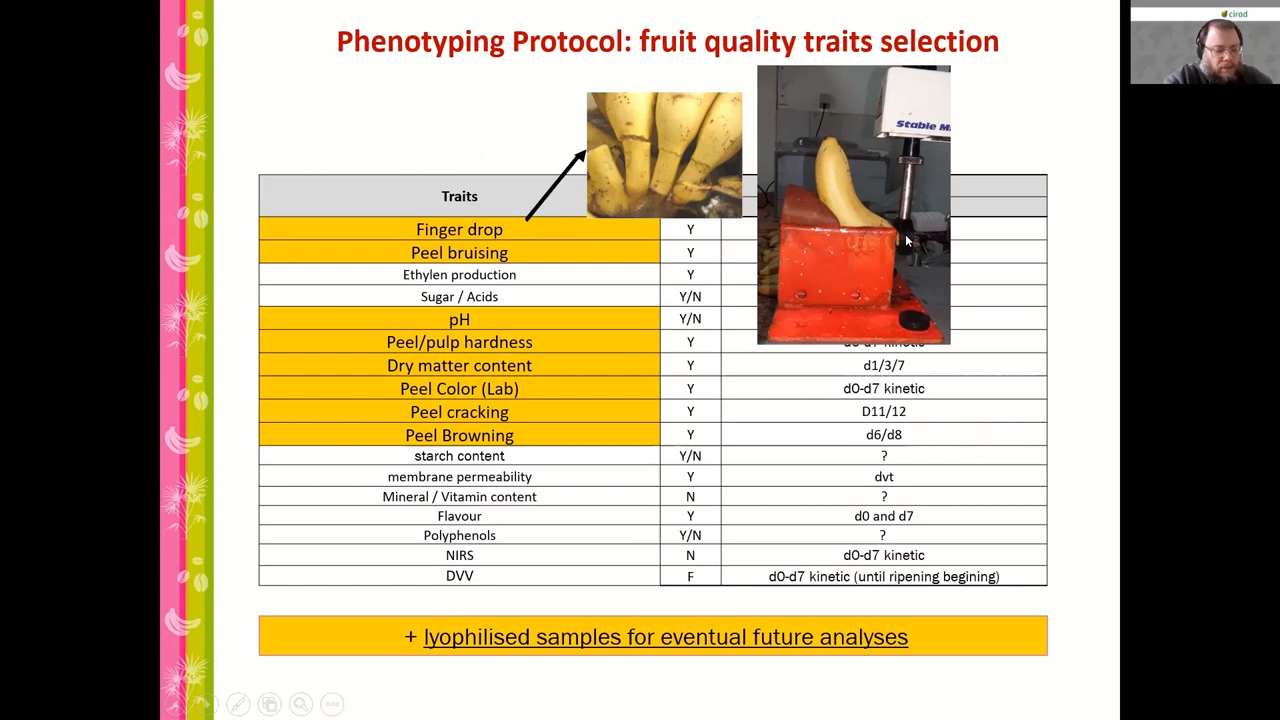 cirad
Phenotyping Protocol: fruit quality traits selection
Stable M
Traits
Finger drop Y
Peel bruising Y
Ethylen production Y
Sugar / Acids Y/N
pH Y/N
Peel/pulp hardness Y d0-d7 kinetic
Dry matter content Y d1/3/7
Peel Color (Lab) Y d0-d7 kinetic
Peel cracking Y D11/12
Peel Browning Y d6/d8
starch content Y/N ?
membrane permeability Y dvt
Mineral / Vitamin content N ?
Flavour Y d0 and d7
Polyphenols Y/N ?
NIRS N d0-d7 kinetic
DVV F d0-d7 kinetic (until ripening begining)
+ lyophilised samples for eventual future analyses